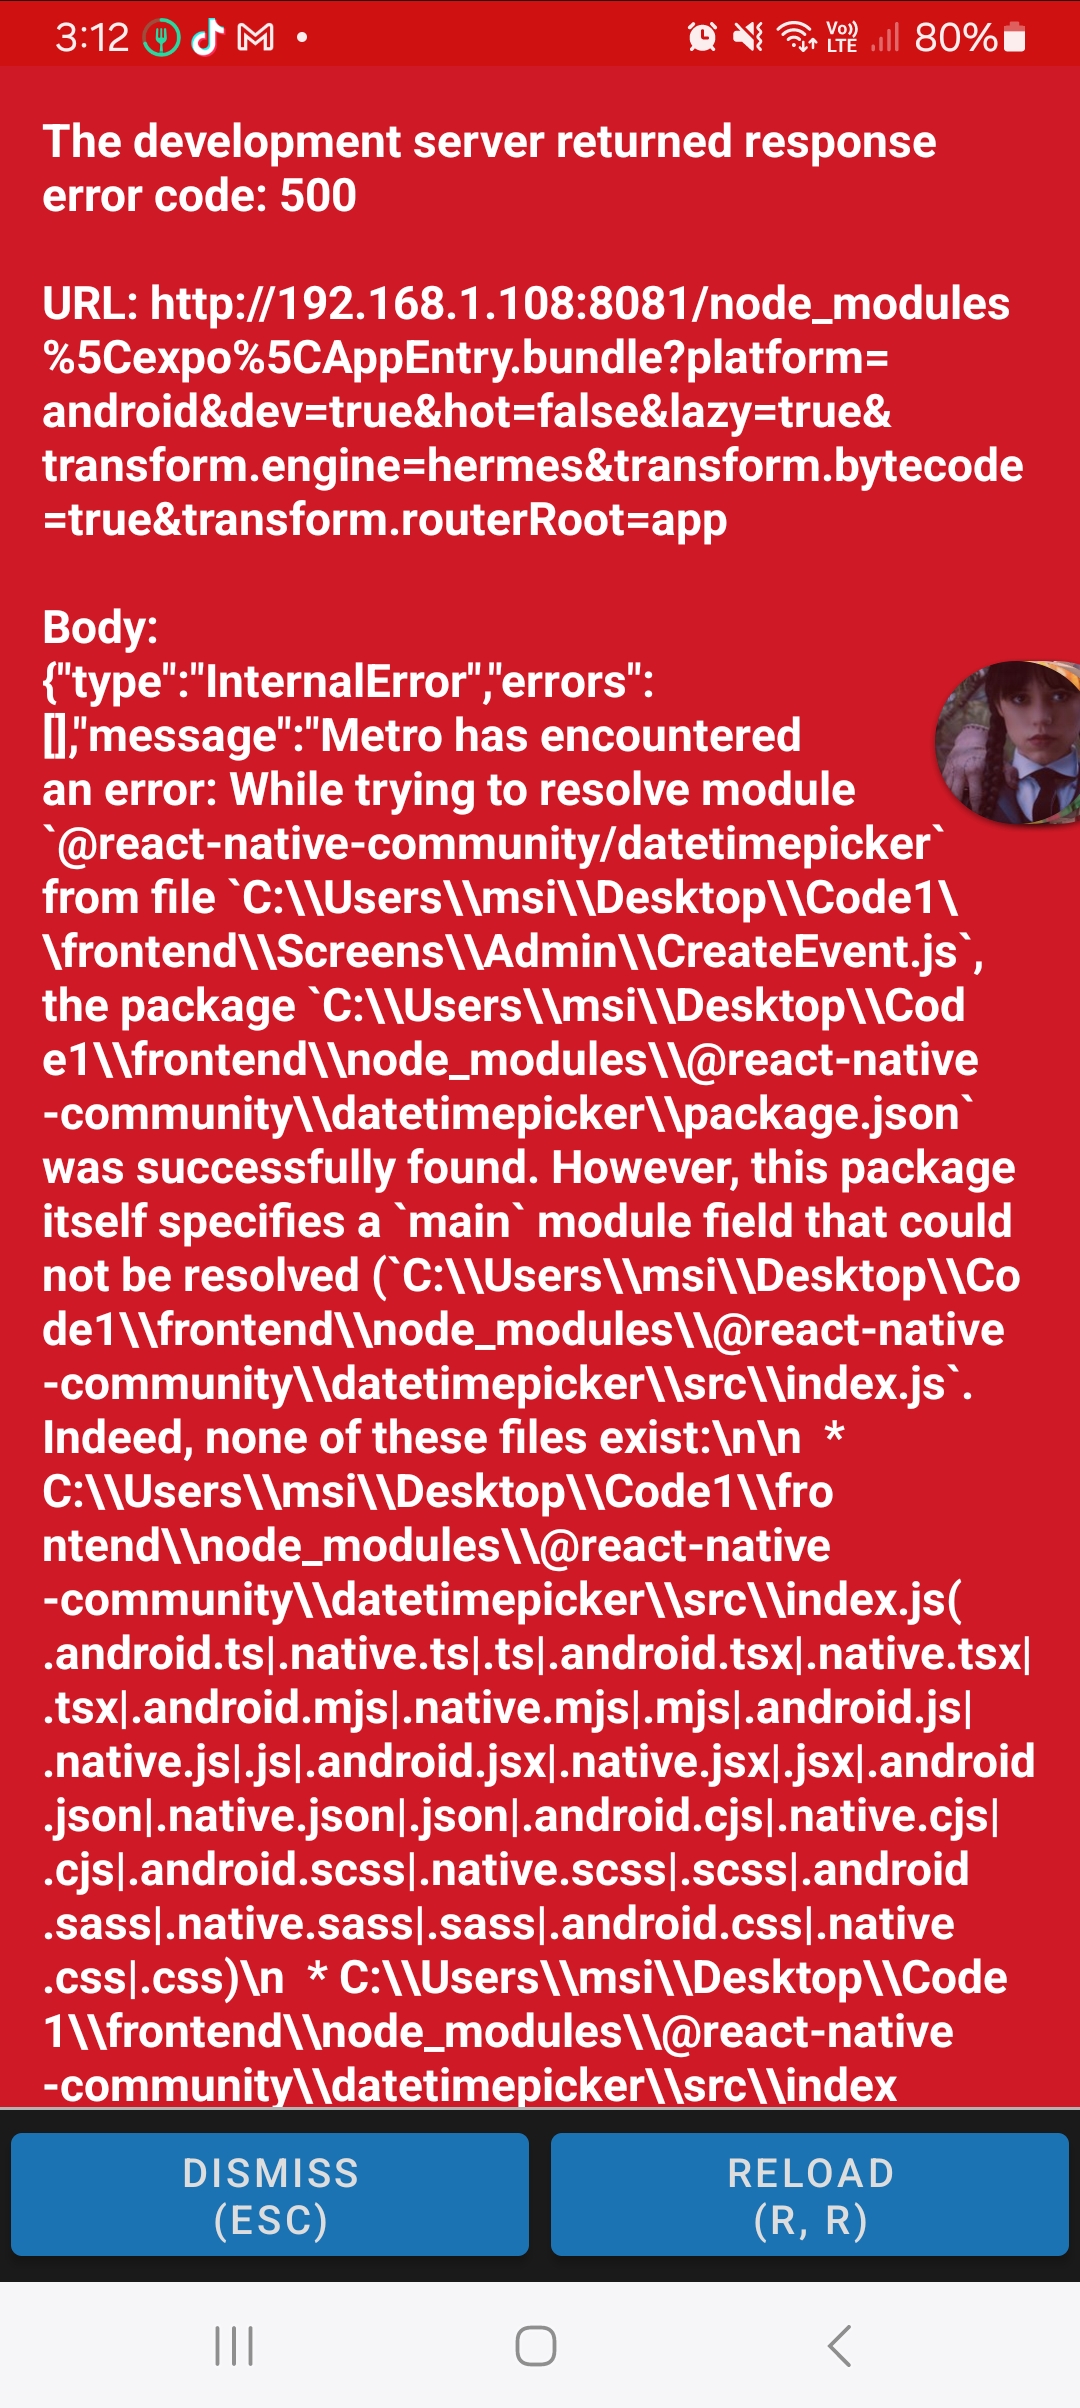 3:12
Vo)) LTE
80%
The development server returned response
error code: 500
URL: http://192.168.1.108:8081/node_modules
%5Cexpo%5CAppEntry.bundle?platform=
android&dev=true&hot=false&lazy=true&
transform.engine=hermes&transform.bytecode
=true&transform.routerRoot=app
Body:
{"type":"InternalError","errors":
[],"message":"Metro has encountered
an error: While trying to resolve module
`@react-native-community/datetimepicker`
from file `C:\\Users\\msi\\Desktop\\Code1\
\frontend\\Screens\\Admin\\CreateEvent.js`,
the package `C:\\Users\\msi\\Desktop\\Cod
e1\\frontend\\node_modules\\@react-native
-community\\datetimepicker\\package.json`
was successfully found. However, this package
itself specifies a `main` module field that could
not be resolved (`C:\\Users\\msi\\Desktop\\Co
de1\\frontend\\node_modules\\@react-native
-community\\datetimepicker\\src\\index.js`.
Indeed, none of these files exist:\n\n  *
C:\\Users\\msi\\Desktop\\Code1\\fro
ntend\\node_modules\\@react-native
-community\\datetimepicker\\src\\index.js(
.android.ts|.native.ts|.ts|.android.tsx|.native.tsx|
.tsx|.android.mjs|.native.mjs|.mjs|.android.js|
.native.js|.js|.android.jsx|.native.jsx|.jsx|.android
.json|.native.json|.json|.android.cjs|.native.cjs|
.cjs|.android.scss|.native.scss|.scss|.android
.sass|.native.sass|.sass|.android.css|.native
.css|.css)\n  * C:\\Users\\msi\\Desktop\\Code
1\\frontend\\node_modules\\@react-native
-community\\datetimepicker\\src\\index
DISMISS
(ESC)
RELOAD
(R, R)